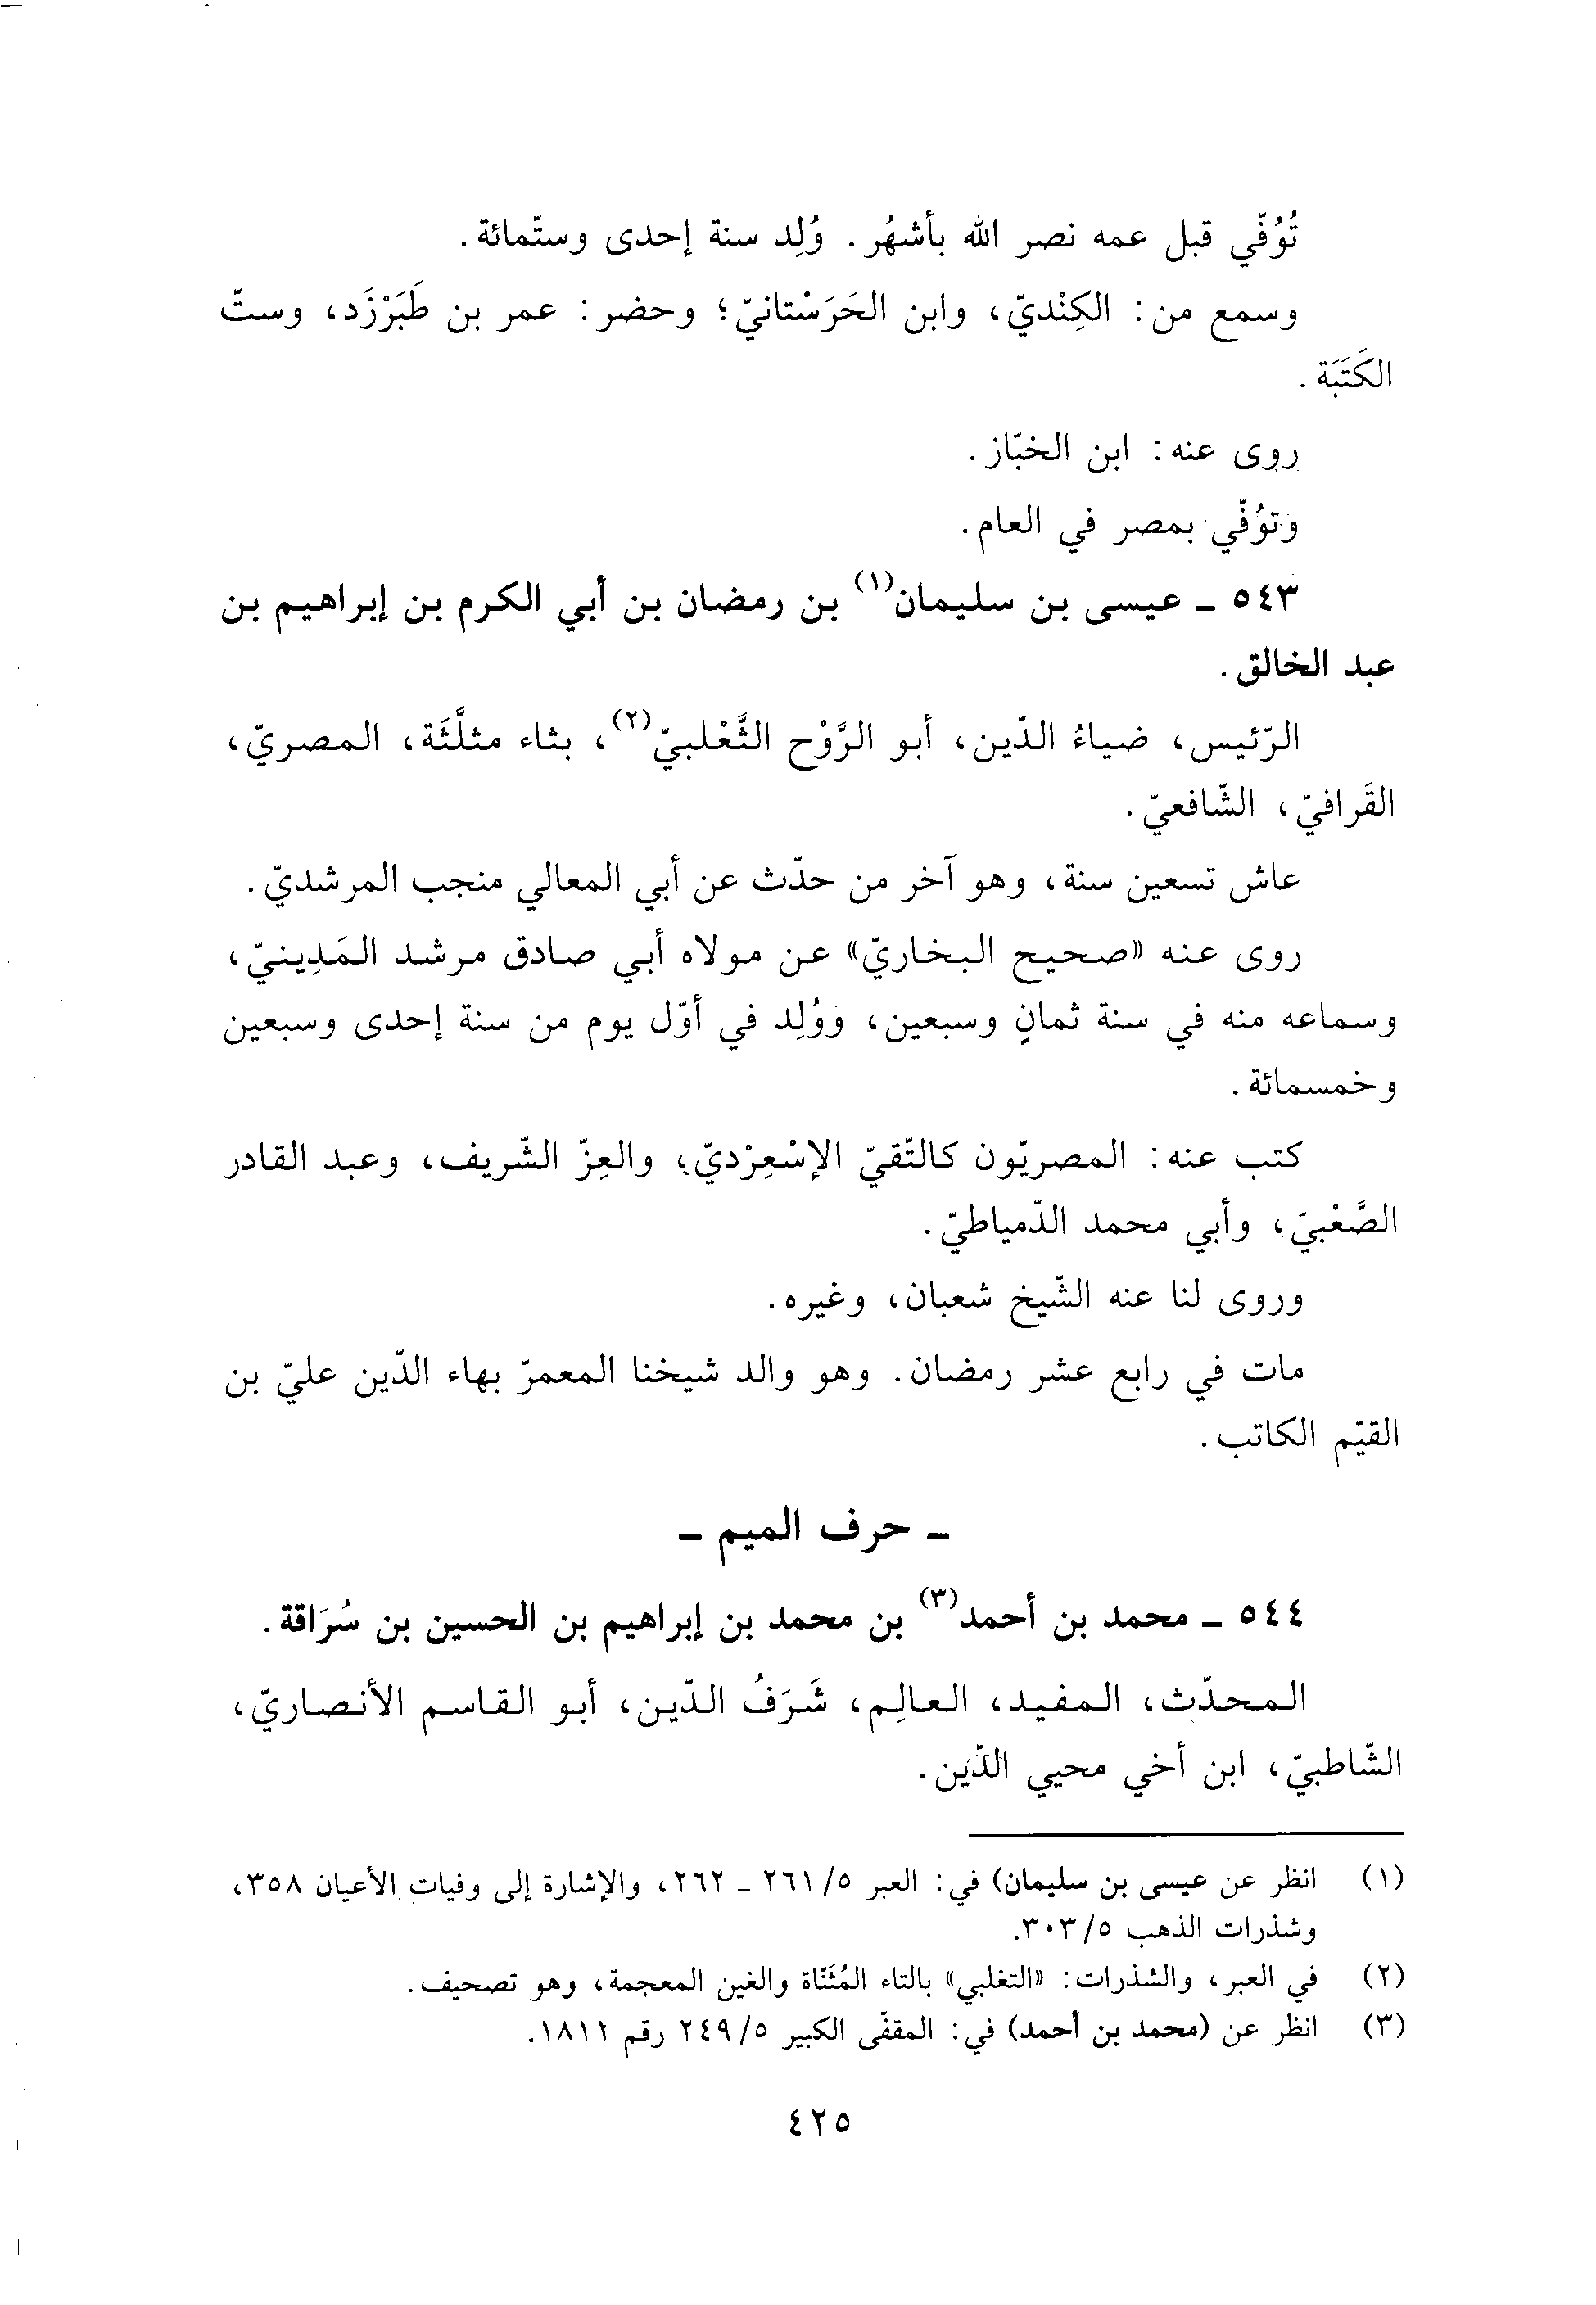 تُوُفّي قبل عمه نصر الله بأشهُر. وُلِد سنة إحدى وستّمائة.
وسمع من: الكِنْديّ، وابن الحَرَسْتانيّ؛ وحضر: عمر بن طَبَرْزَد، وستّ
الكَتَبَة.
روى عنه: ابن الخبّاز.
وتوُفّي بمصر في العام.
٥٤٣ ـ عيسى بن سليمان(١) بن رمضان بن أبي الكرم بن إبراهيم بن
عبد الخالق.
الرّئيس، ضياءُ الدّين، أبو الرَّوْح الثَّعْلبيّ(٢)، بثاء مثلَّثَة، المصريّ،
القَرافيّ، الشّافعيّ.
عاش تسعين سنة، وهو آخر من حدّث عن أبي المعالي منجب المرشديّ.
روى عنه «صحيح البخاريّ» عن مولاه أبي صادق مرشد المَدِينيّ،
وسماعه منه في سنة ثمانٍ وسبعين، ووُلِد في أوّل يوم من سنة إحدى وسبعين
وخمسمائة.
كتب عنه: المصريّون كالتّقيّ الإسْعِرْديّ، والعِزّ الشّريف، وعبد القادر
الصَّعْبيّ، وأبي محمد الدّمياطيّ.
وروى لنا عنه الشّيخ شعبان، وغيره.
مات في رابع عشر رمضان. وهو والد شيخنا المعمرّ بهاء الدّين عليّ بن
القيّم الكاتب.
ـ حرف الميم ـ
٥٤٤ ـ محمد بن أحمد(٣) بن محمد بن إبراهيم بن الحسين بن سُرَاقة.
المحدّث، المفيد، العالِم، شَرَفُ الدّين، أبو القاسم الأنصاريّ،
الشّاطبيّ، ابن أخي محيي الدّين.
(١) انظر عن عيسى بن سليمان) في: العبر ٢٦١/٥ ـ ٢٦٢، والإشارة إلى وفيات الأعيان ٣٥٨،
وشذرات الذهب ٣٠٣/٥.
(٢) في العبر، والشذرات: «التغلبي» بالتاء المُثَنّاة والغين المعجمة، وهو تصحيف.
(٣) انظر عن (محمد بن أحمد) في: المقفّى الكبير ٢٤٩/٥ رقم ١٨١٢.
٤٢٥